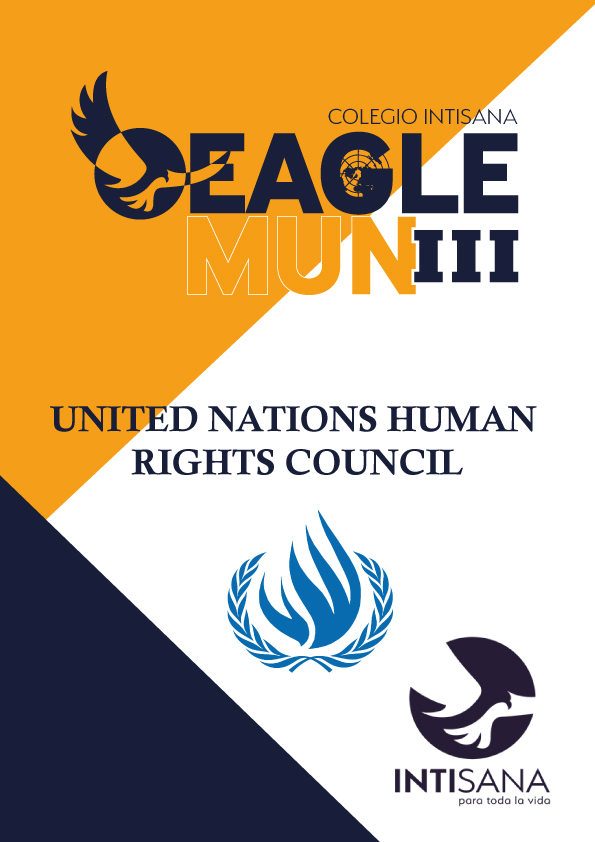 COLEGIO INTISANA
EAGLE
MUN III
UNITED NATIONS HUMAN
RIGHTS COUNCIL
INTISANA
para toda la vida